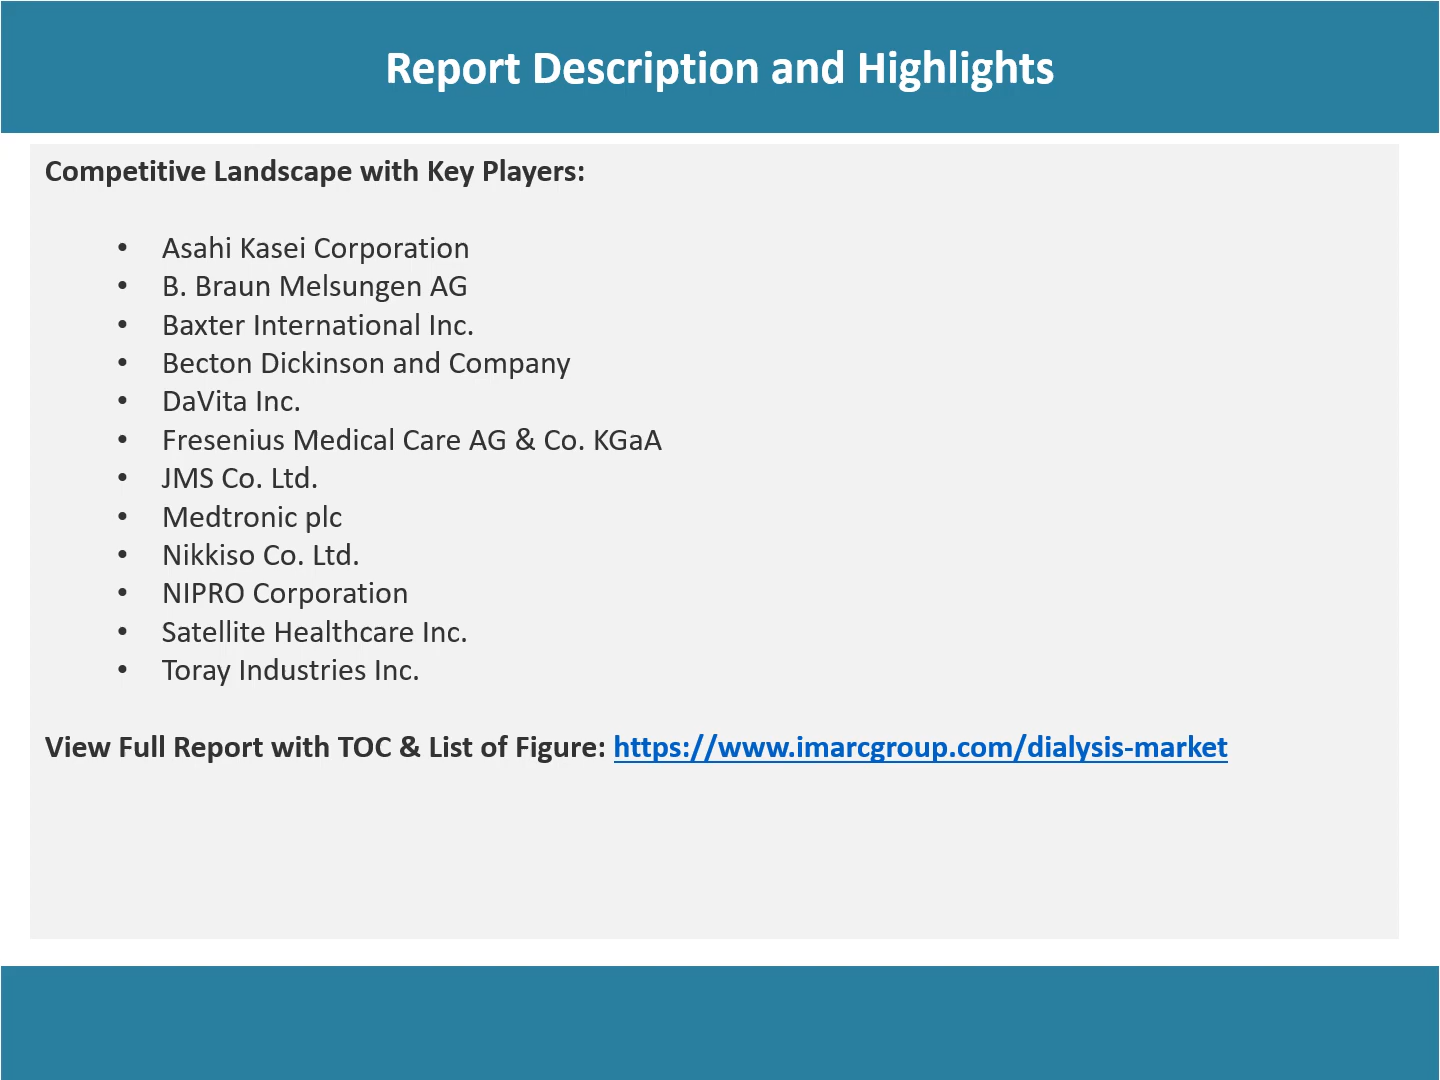 Report Description and Highlights
Competitive Landscape with Key Players:
• Asahi Kasei Corporation
• B. Braun Melsungen AG
• Baxter International Inc.
• Becton Dickinson and Company
• DaVita Inc.
• Fresenius Medical Care AG & Co. KGaA
• JMS Co. Ltd.
• Medtronic plc
• Nikkiso Co. Ltd.
• NIPRO Corporation
• Satellite Healthcare Inc.
• Toray Industries Inc.
View Full Report with TOC & List of Figure: https://www.imarcgroup.com/dialysis-market